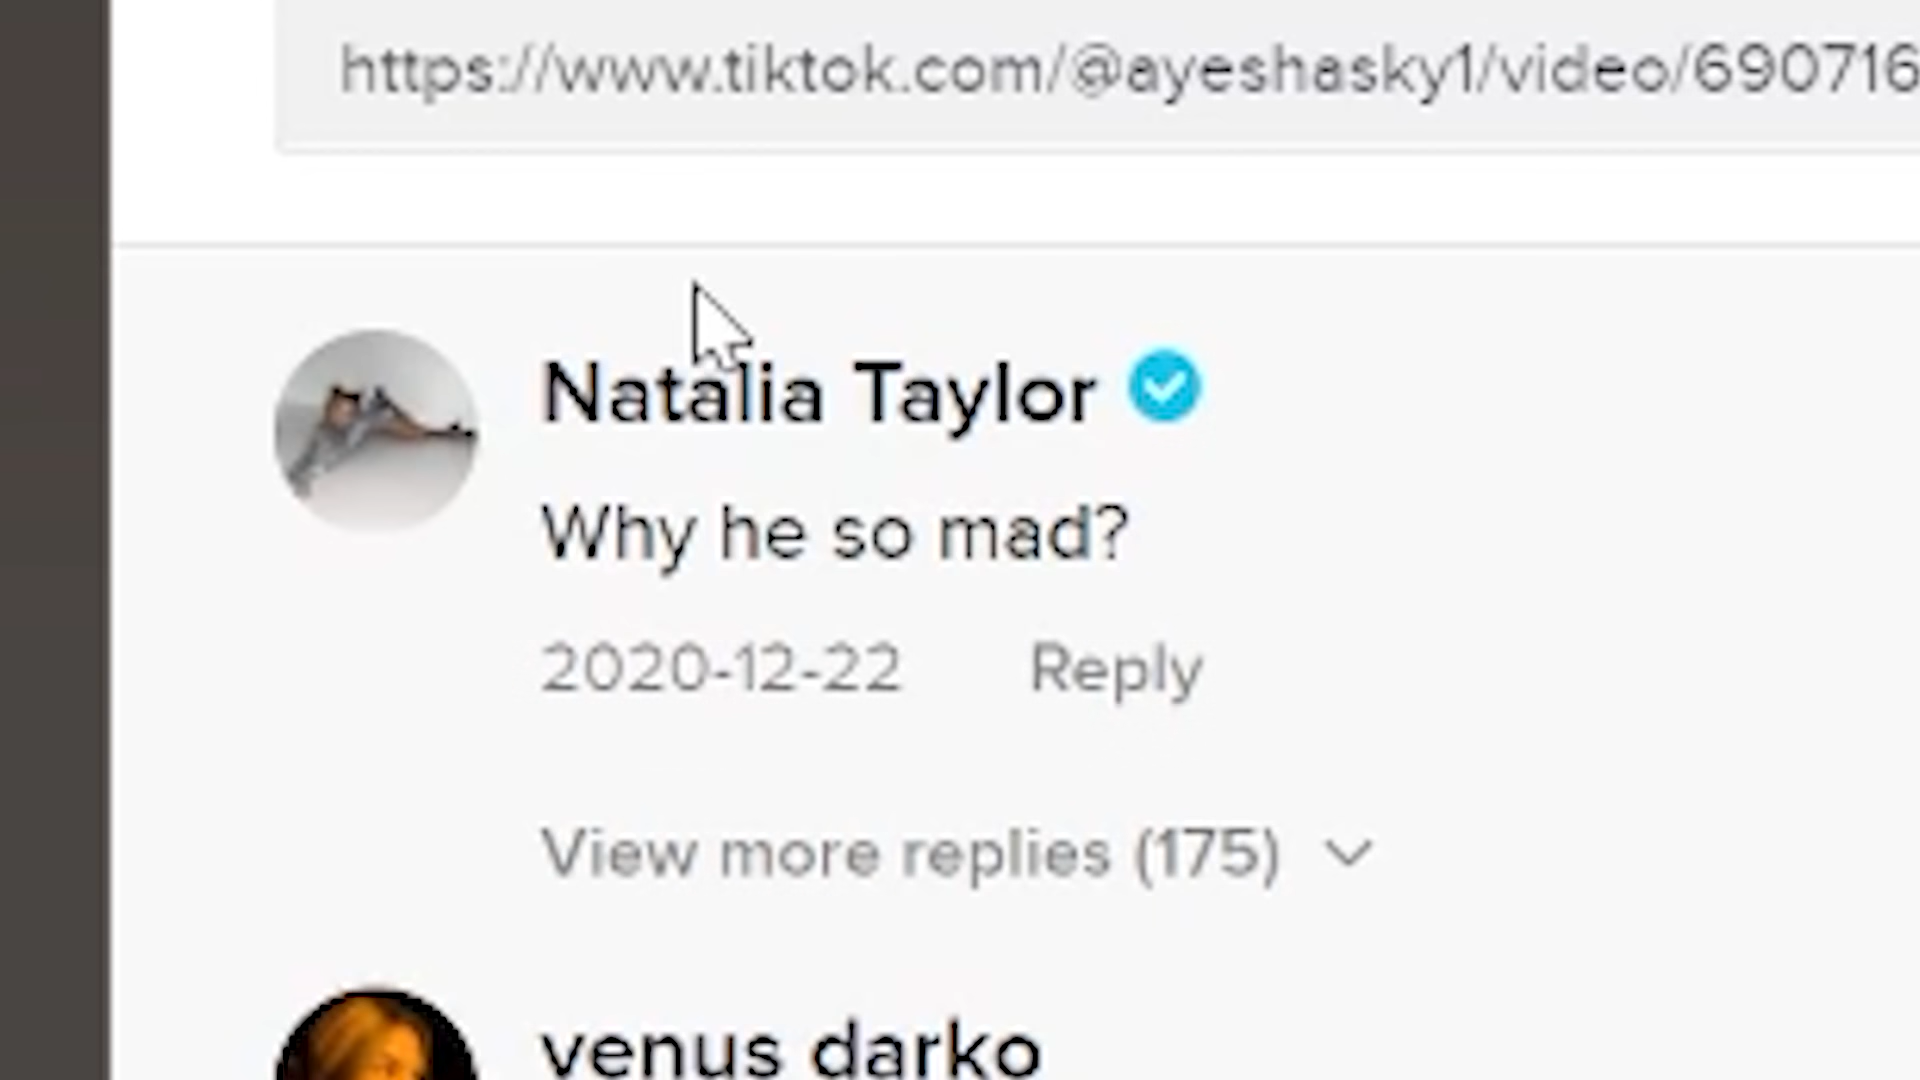 https://www.tiktok.com/@ayeshasky1/video/690716
Natalia Taylor
Why he so mad?
2020-12-22 Reply
View more replies (175)
venus darko